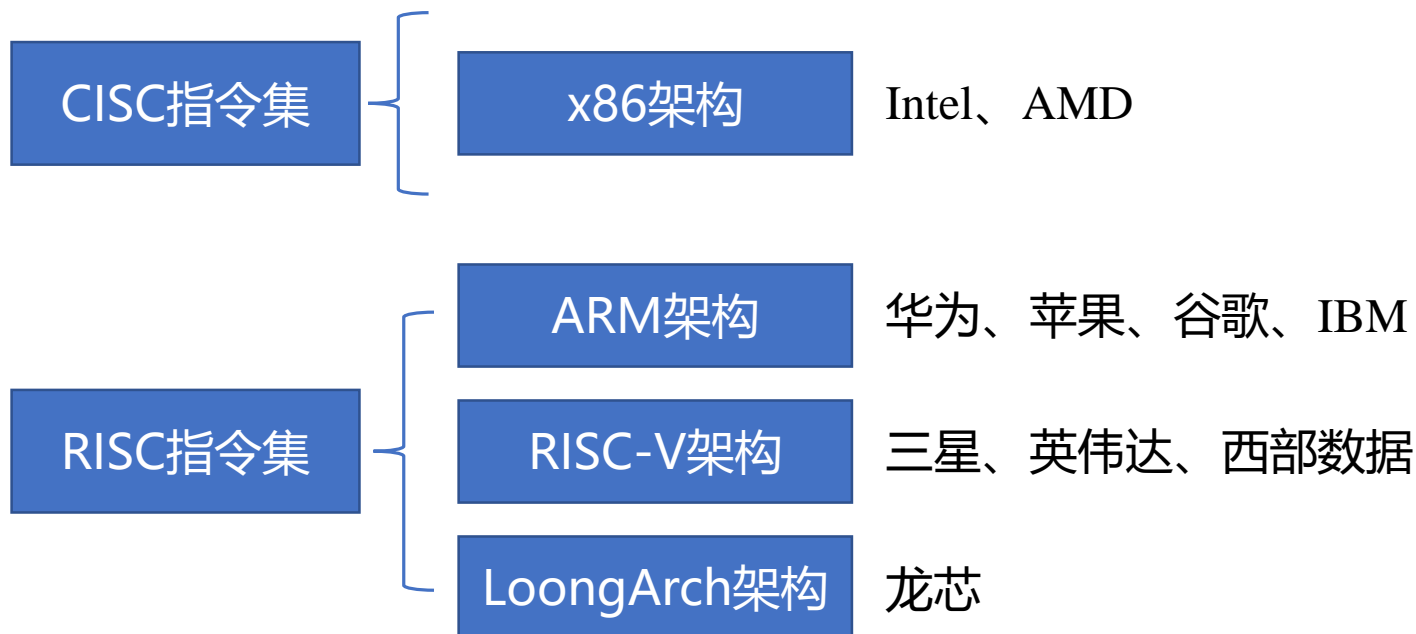 CISC指令集
x86架构
Intel、AMD
ARM架构
华为、苹果、谷歌、IBM
RISC指令集
RISC-V架构
三星、英伟达、西部数据
LoongArch架构
龙芯